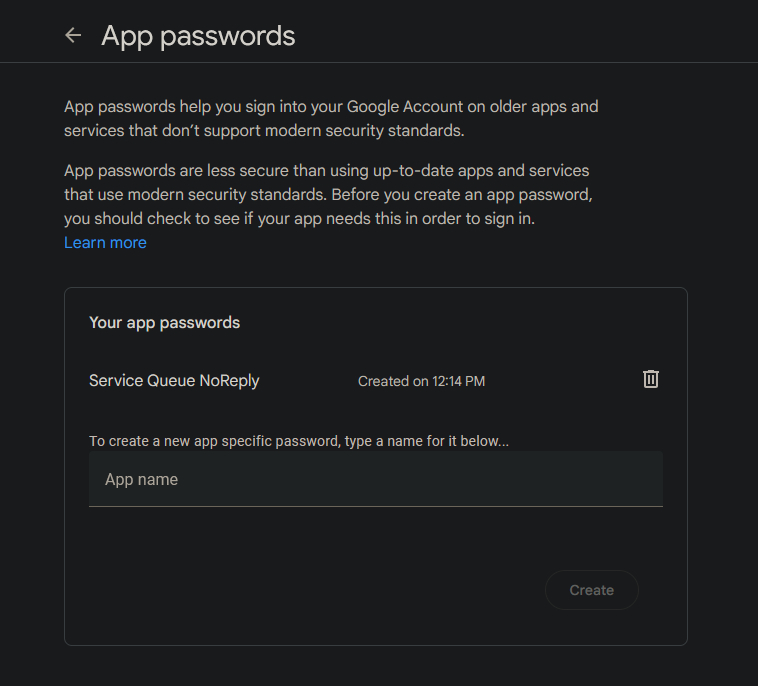 App passwords
App passwords help you sign into your Google Account on older apps and
services that don’t support modern security standards.
App passwords are less secure than using up-to-date apps and services
that use modern security standards. Before you create an app password,
you should check to see if your app needs this in order to sign in.
Learn more
Your app passwords
Service Queue NoReply
Created on 12:14 PM
To create a new app specific password, type a name for it below...
App name
Create